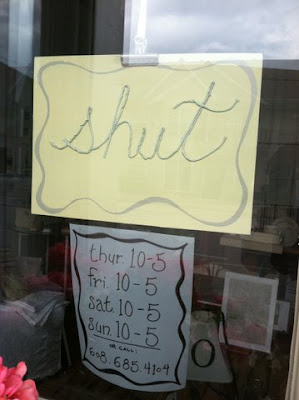 shut
thur. 10-5
fri. 10-5
sat. 10-5
sun. 10-5
or call:
608.685.4104